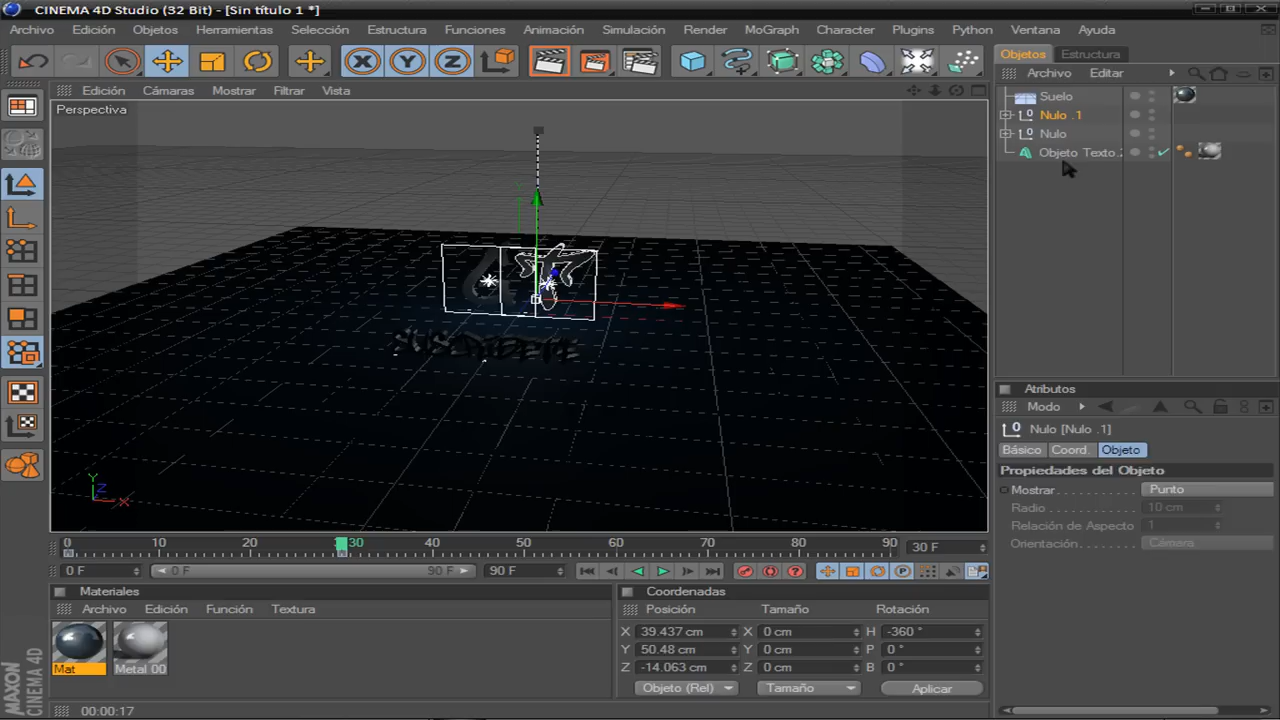 CINEMA 4D Studio (32 Bit) - [Sin título 1 *]
Archivo Edición Objetos Herramientas Selección Estructura Funciones Animación Simulación Render MoGraph Character Plugins Python Ventana Ayuda
X Y Z
Objetos Estructura
Archivo Editar
Edición Cámaras Mostrar Filtrar Vista
Perspectiva
Suelo
Nulo .1
Nulo
Objeto Texto.2
SUSCRIBETE
Y
Z
X
Atributos
Modo
Nulo [Nulo .1]
Básico Coord. Objeto
Propiedades del Objeto
Mostrar Punto
Radio 10 cm
Relación de Aspecto 1
Orientación. Cámara
0 10 20 30 40 50 60 70 80 90 30 F
0 F 0 F 90 F 90 F
Materiales
Archivo Edición Función Textura
Mat Metal 00
Coordenadas
Posición Tamaño Rotación
X 39.437 cm X 0 cm H -360 °
Y 50.48 cm Y 0 cm P 0 °
Z -14.063 cm Z 0 cm B 0 °
Objeto (Rel) Tamaño Aplicar
MAXON
CINEMA 4D
00:00:17